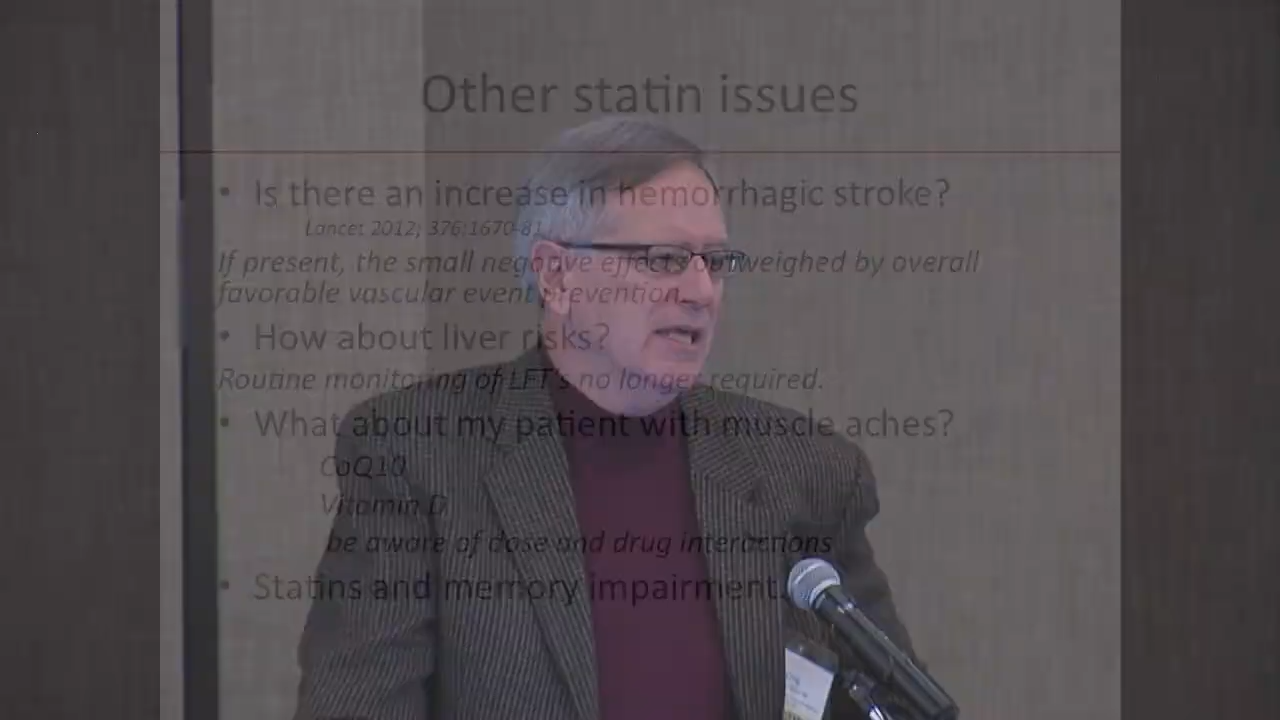 Other statin issues
• Is there an increase in hemorrhagic stroke?
Lancet 2012; 376:1670-81
If present, the small negative effect outweighed by overall
favorable vascular event prevention
• How about liver risks?
Routine monitoring of LFT's no longer required.
• What about my patient with muscle aches?
CoQ10
Vitamin D
be aware of dose and drug interactions
• Statins and memory impairment.